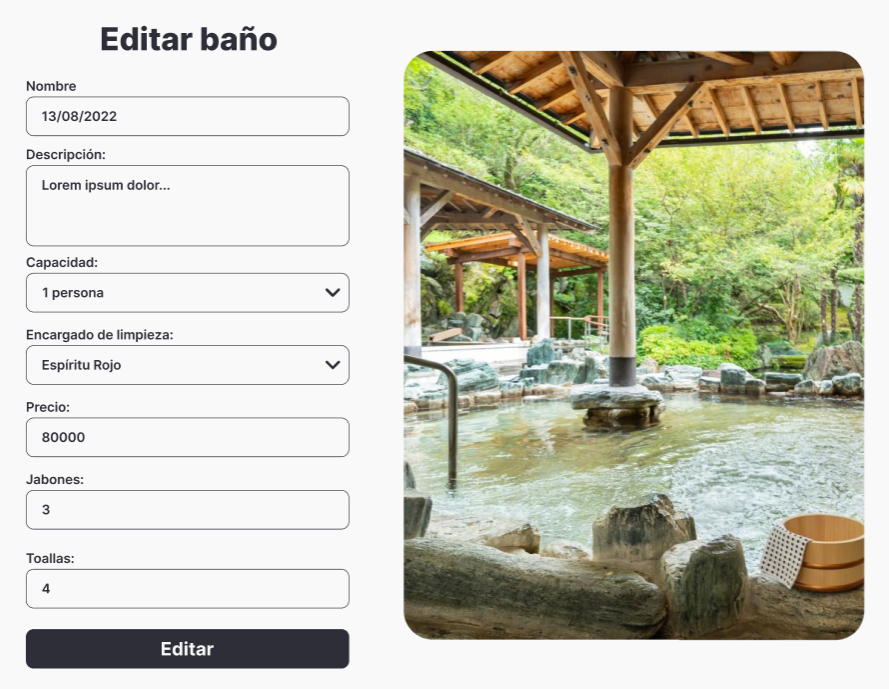 Editar baño
Nombre
13/08/2022
Descripción:
Lorem ipsum dolor...
Capacidad:
1 persona
Encargado de limpieza:
Espíritu Rojo
Precio:
80000
Jabones:
3
Toallas:
4
Editar